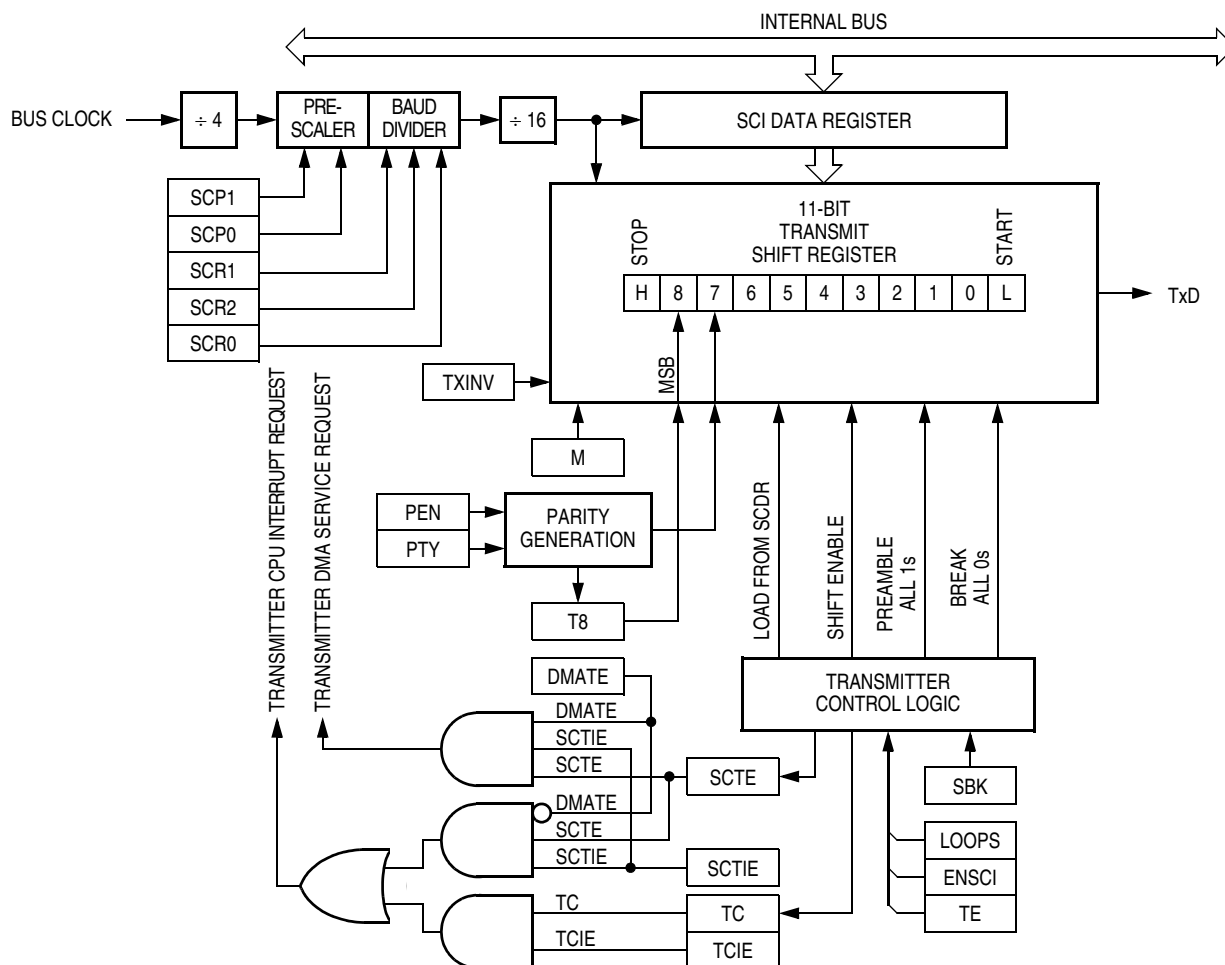 INTERNAL BUS
BUS CLOCK
÷ 4
PRE-
SCALER
BAUD
DIVIDER
÷ 16
SCI DATA REGISTER
SCP1
SCP0
SCR1
SCR2
SCR0
11-BIT
TRANSMIT
SHIFT REGISTER
STOP
START
H 8 7 6 5 4 3 2 1 0 L
TxD
TXINV
MSB
M
TRANSMITTER CPU INTERRUPT REQUEST
TRANSMITTER DMA SERVICE REQUEST
PEN
PTY
PARITY
GENERATION
T8
LOAD FROM SCDR
SHIFT ENABLE
PREAMBLE
ALL 1s
BREAK
ALL 0s
DMATE
TRANSMITTER
CONTROL LOGIC
DMATE
SCTIE
SCTE
SCTE
SBK
DMATE
SCTE
SCTIE
SCTIE
LOOPS
ENSCI
TE
TC
TCIE
TC
TCIE